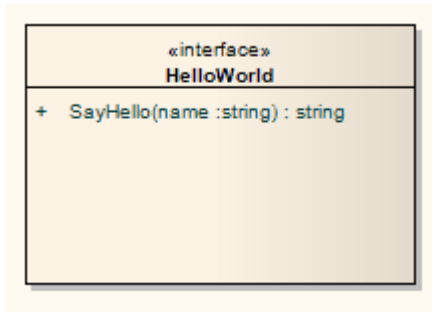 «interface»
HelloWorld
+ SayHello(name :string) : string